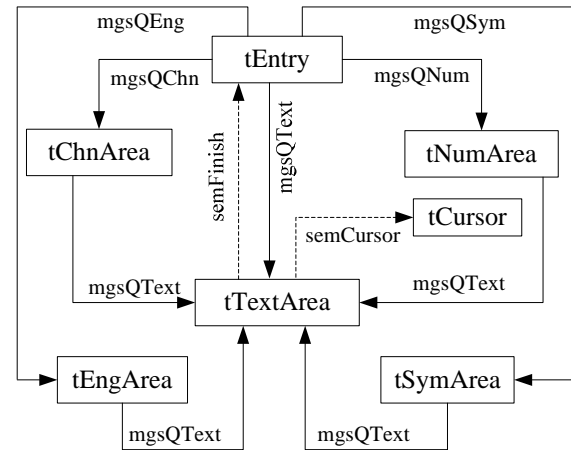 mgsQEng
mgsQSym
tEntry
mgsQChn
mgsQNum
tChnArea
semFinish
mgsQText
tNumArea
tCursor
semCursor
mgsQText
mgsQText
tTextArea
tEngArea
tSymArea
mgsQText
mgsQText